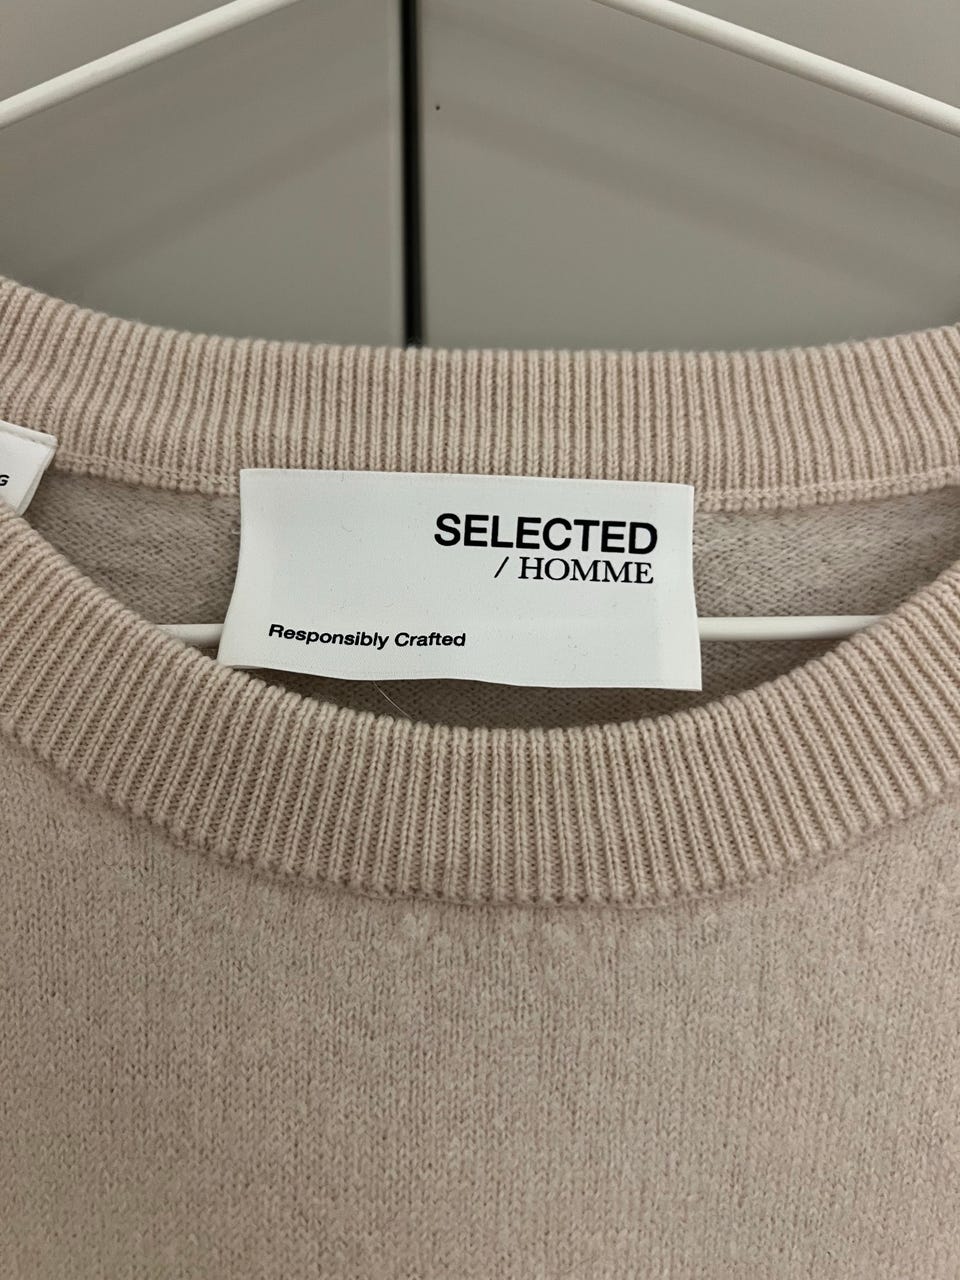 SELECTED
/ HOMME
Responsibly Crafted
G